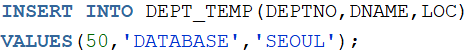 INSERT INTO DEPT_TEMP(DEPTNO,DNAME,LOC)
VALUES(50,'DATABASE','SEOUL');